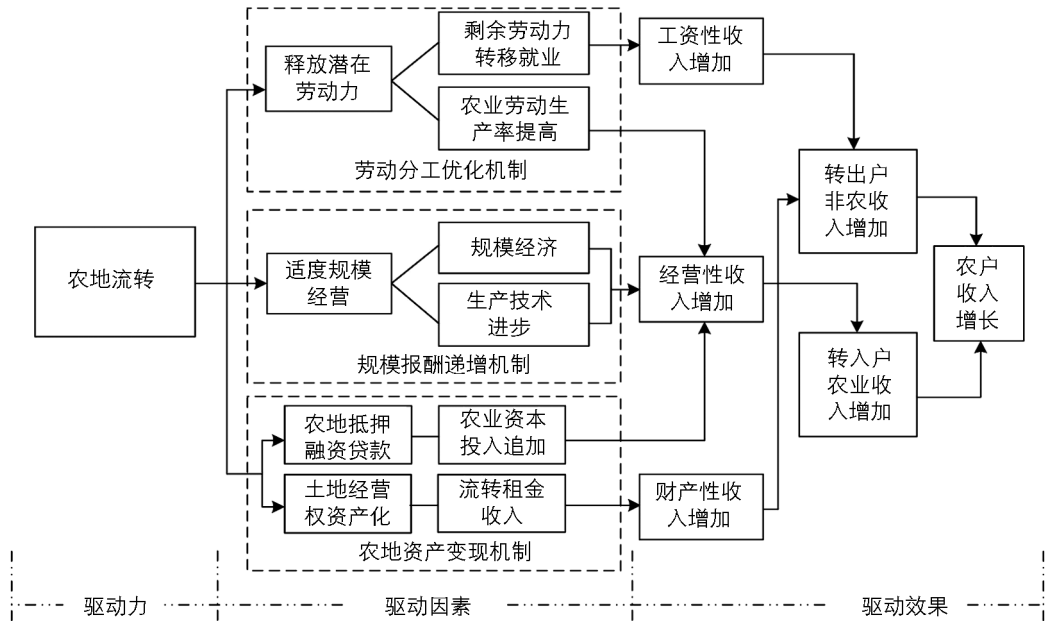 农地流转
释放潜在
劳动力
剩余劳动力
转移就业
农业劳动生
产率提高
劳动分工优化机制
适度规模
经营
规模经济
生产技术
进步
规模报酬递增机制
农地抵押
融资贷款
农业资本
投入追加
土地经营
权资产化
流转租金
收入
农地资产变现机制
工资性收
入增加
经营性收
入增加
财产性收
入增加
转出户
非农收
入增加
转入户
农业收
入增加
农户
收入
增长
驱动力
驱动因素
驱动效果